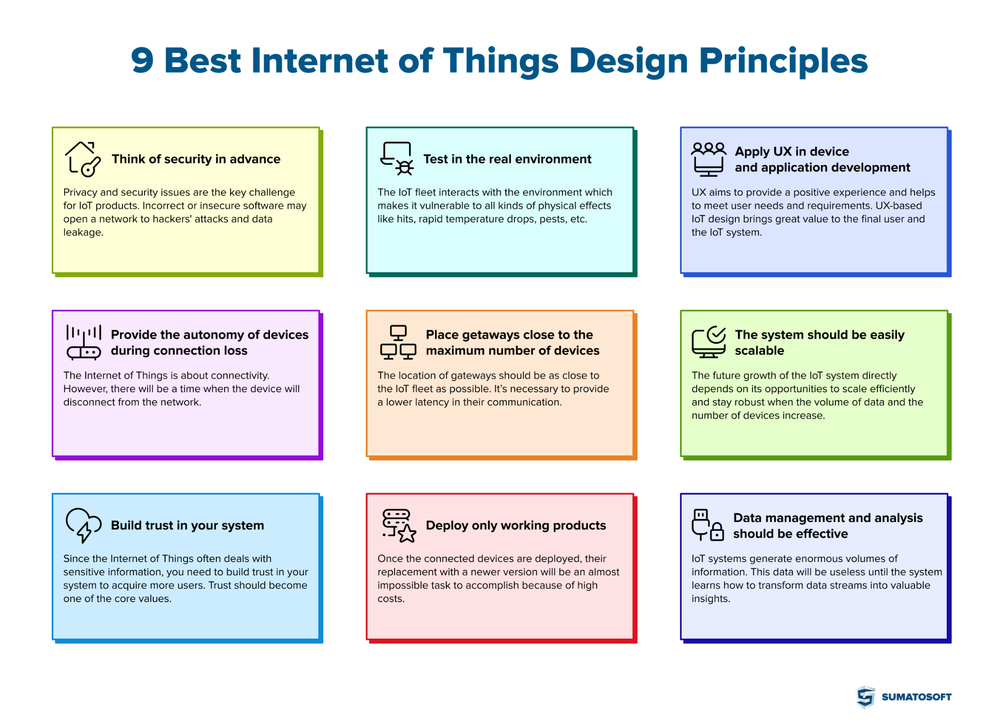 9 Best Internet of Things Design Principles
Think of security in advance
Privacy and security issues are the key challenge
for IoT products. Incorrect or insecure software may
open a network to hackers' attacks and data
leakage.
Test in the real environment
The IoT fleet interacts with the environment which
makes it vulnerable to all kinds of physical effects
like hits, rapid temperature drops, pests, etc.
Apply UX in device
and application development
UX aims to provide a positive experience and helps
to meet user needs and requirements. UX-based
IoT design brings great value to the final user and
the IoT system.
Provide the autonomy of devices
during connection loss
The Internet of Things is about connectivity.
However, there will be a time when the device will
disconnect from the network.
Place getaways close to the
maximum number of devices
The location of gateways should be as close to
the IoT fleet as possible. It’s necessary to provide
a lower latency in their communication.
The system should be easily
scalable
The future growth of the IoT system directly
depends on its opportunities to scale efficiently
and stay robust when the volume of data and the
number of devices increase.
Build trust in your system
Since the Internet of Things often deals with
sensitive information, you need to build trust in your
system to acquire more users. Trust should become
one of the core values.
Deploy only working products
Once the connected devices are deployed, their
replacement with a newer version will be an almost
impossible task to accomplish because of high
costs.
Data management and analysis
should be effective
IoT systems generate enormous volumes of
information. This data will be useless until the system
learns how to transform data streams into valuable
insights.
SUMATOSOFT